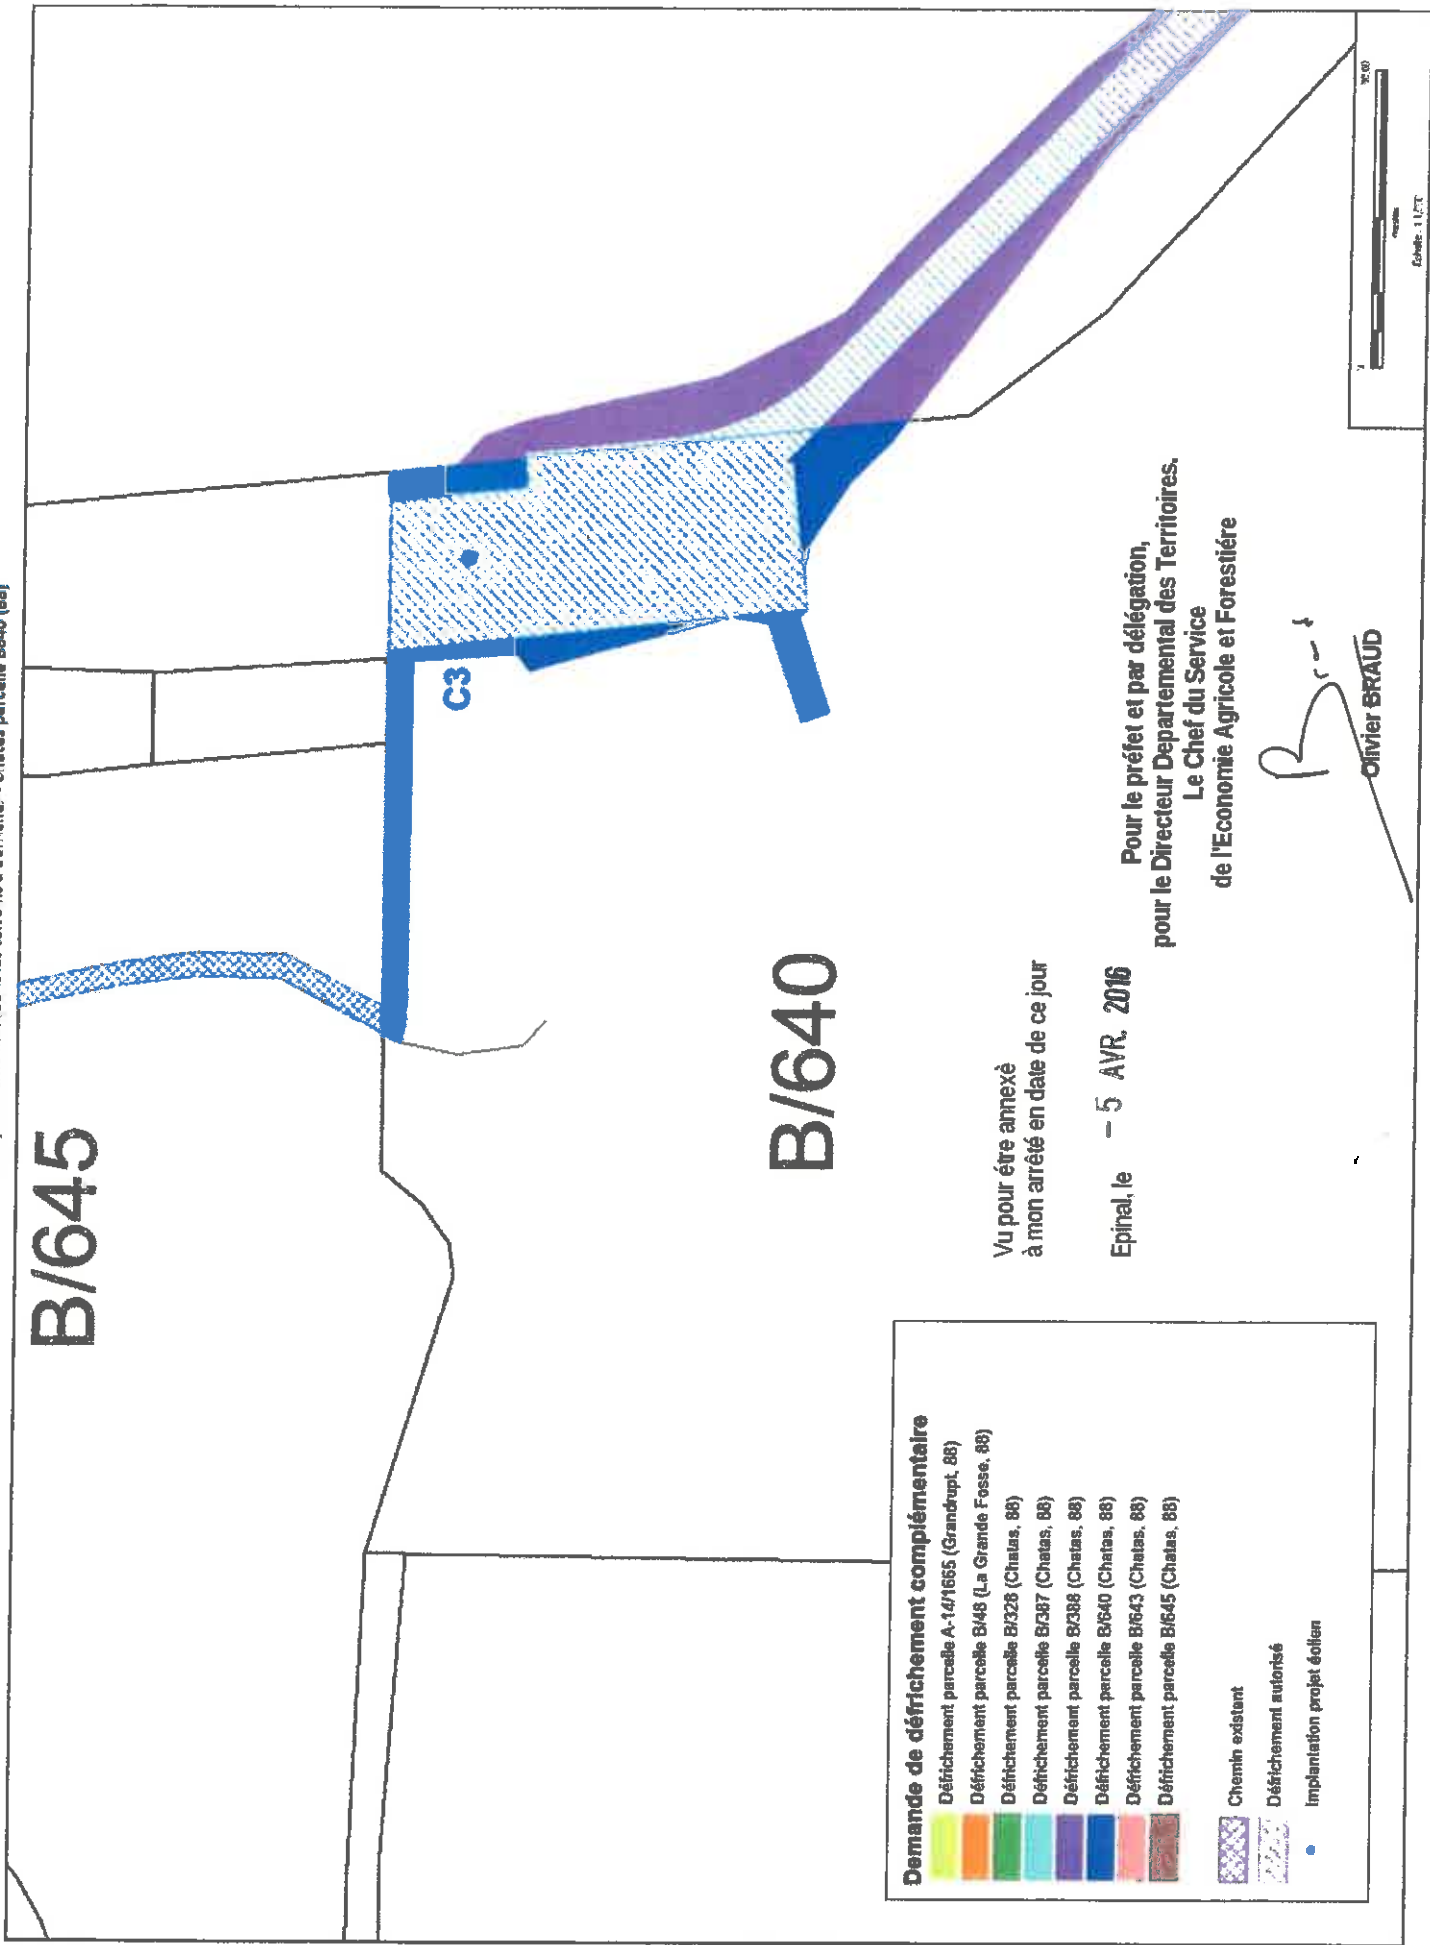 B/645
C3
B/640
Vu pour être annexé
à mon arrêté en date de ce jour
Epinal, le - 5 AVR. 2016
Pour le préfet et par délégation,
pour le Directeur Departemental des Territoires.
Le Chef du Service
de l'Economie Agricole et Forestiére
Olivier BRAUD
Demande de défrichement complémentaire
Défrichement parcelle A-14/1665 (Grandrupt, 88)
Défrichement parcelle B/48 (La Grande Fosse, 88)
Défrichement parcelle B/328 (Chatas, 88)
Défrichement parcelle B/387 (Chatas, 88)
Défrichement parcelle B/388 (Chatas, 88)
Défrichement parcelle B/640 (Chatas, 88)
Défrichement parcelle B/643 (Chatas, 88)
Défrichement parcelle B/645 (Chatas, 88)
Chemin existant
Défrichement autorisé
Implantation projet éolien